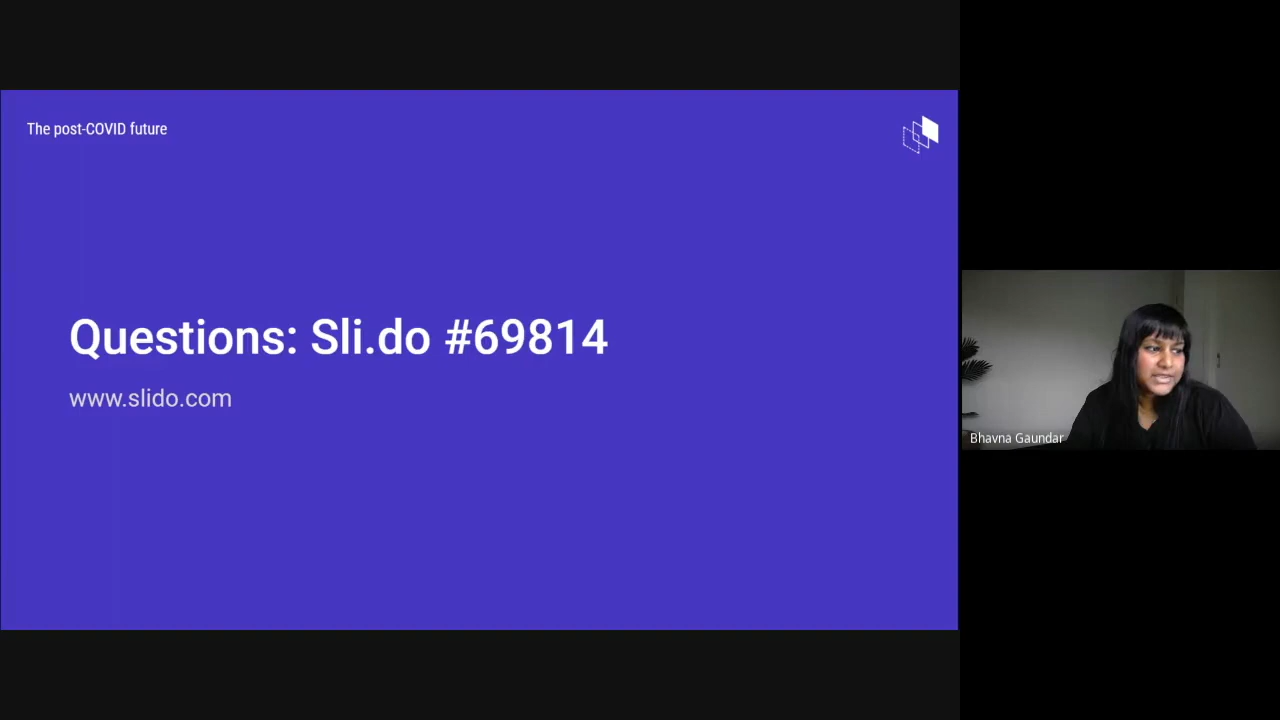 The post-COVID future
Questions: Sli.do #69814
www.slido.com
Bhavna Gaundar